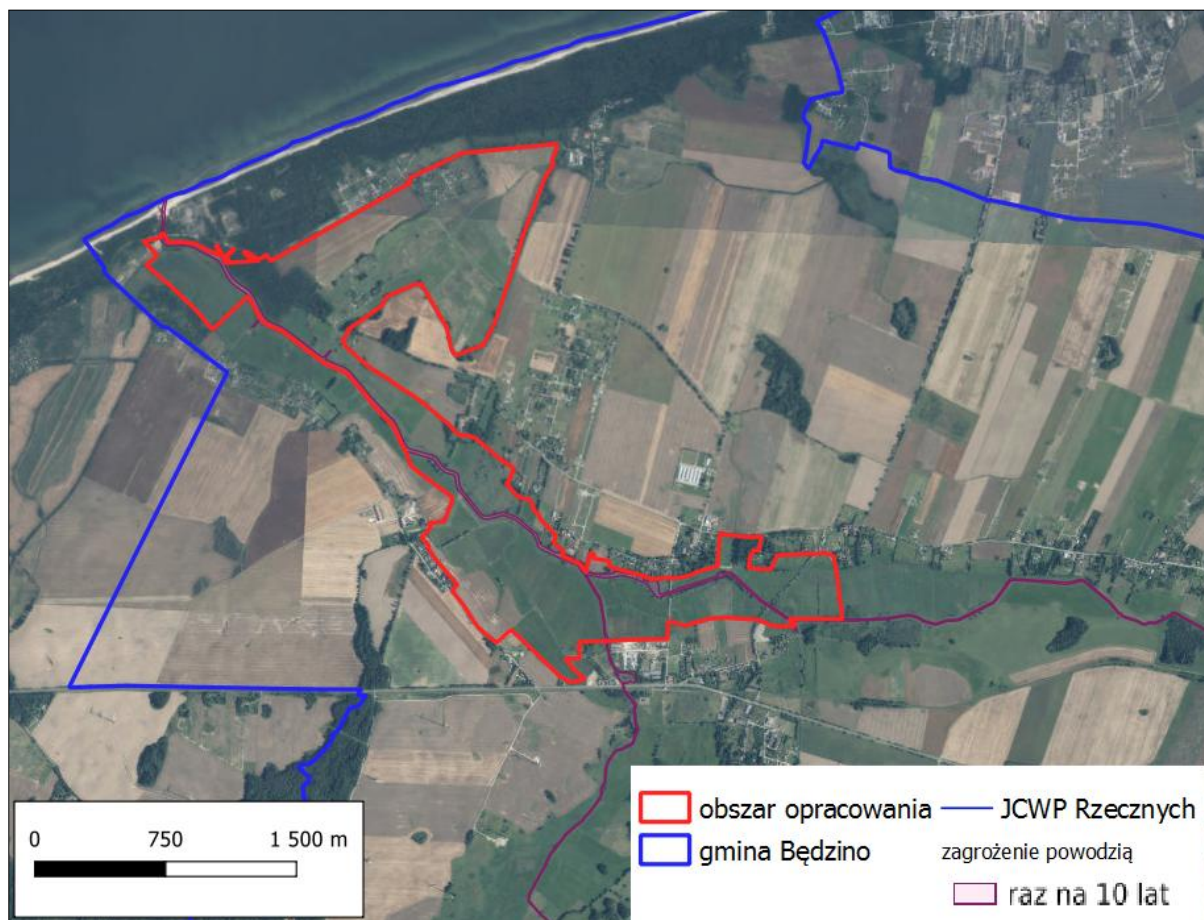 0 750 1 500 m
obszar opracowania JCWP Rzecznych
gmina Będzino zagrożenie powodzią
raz na 10 lat